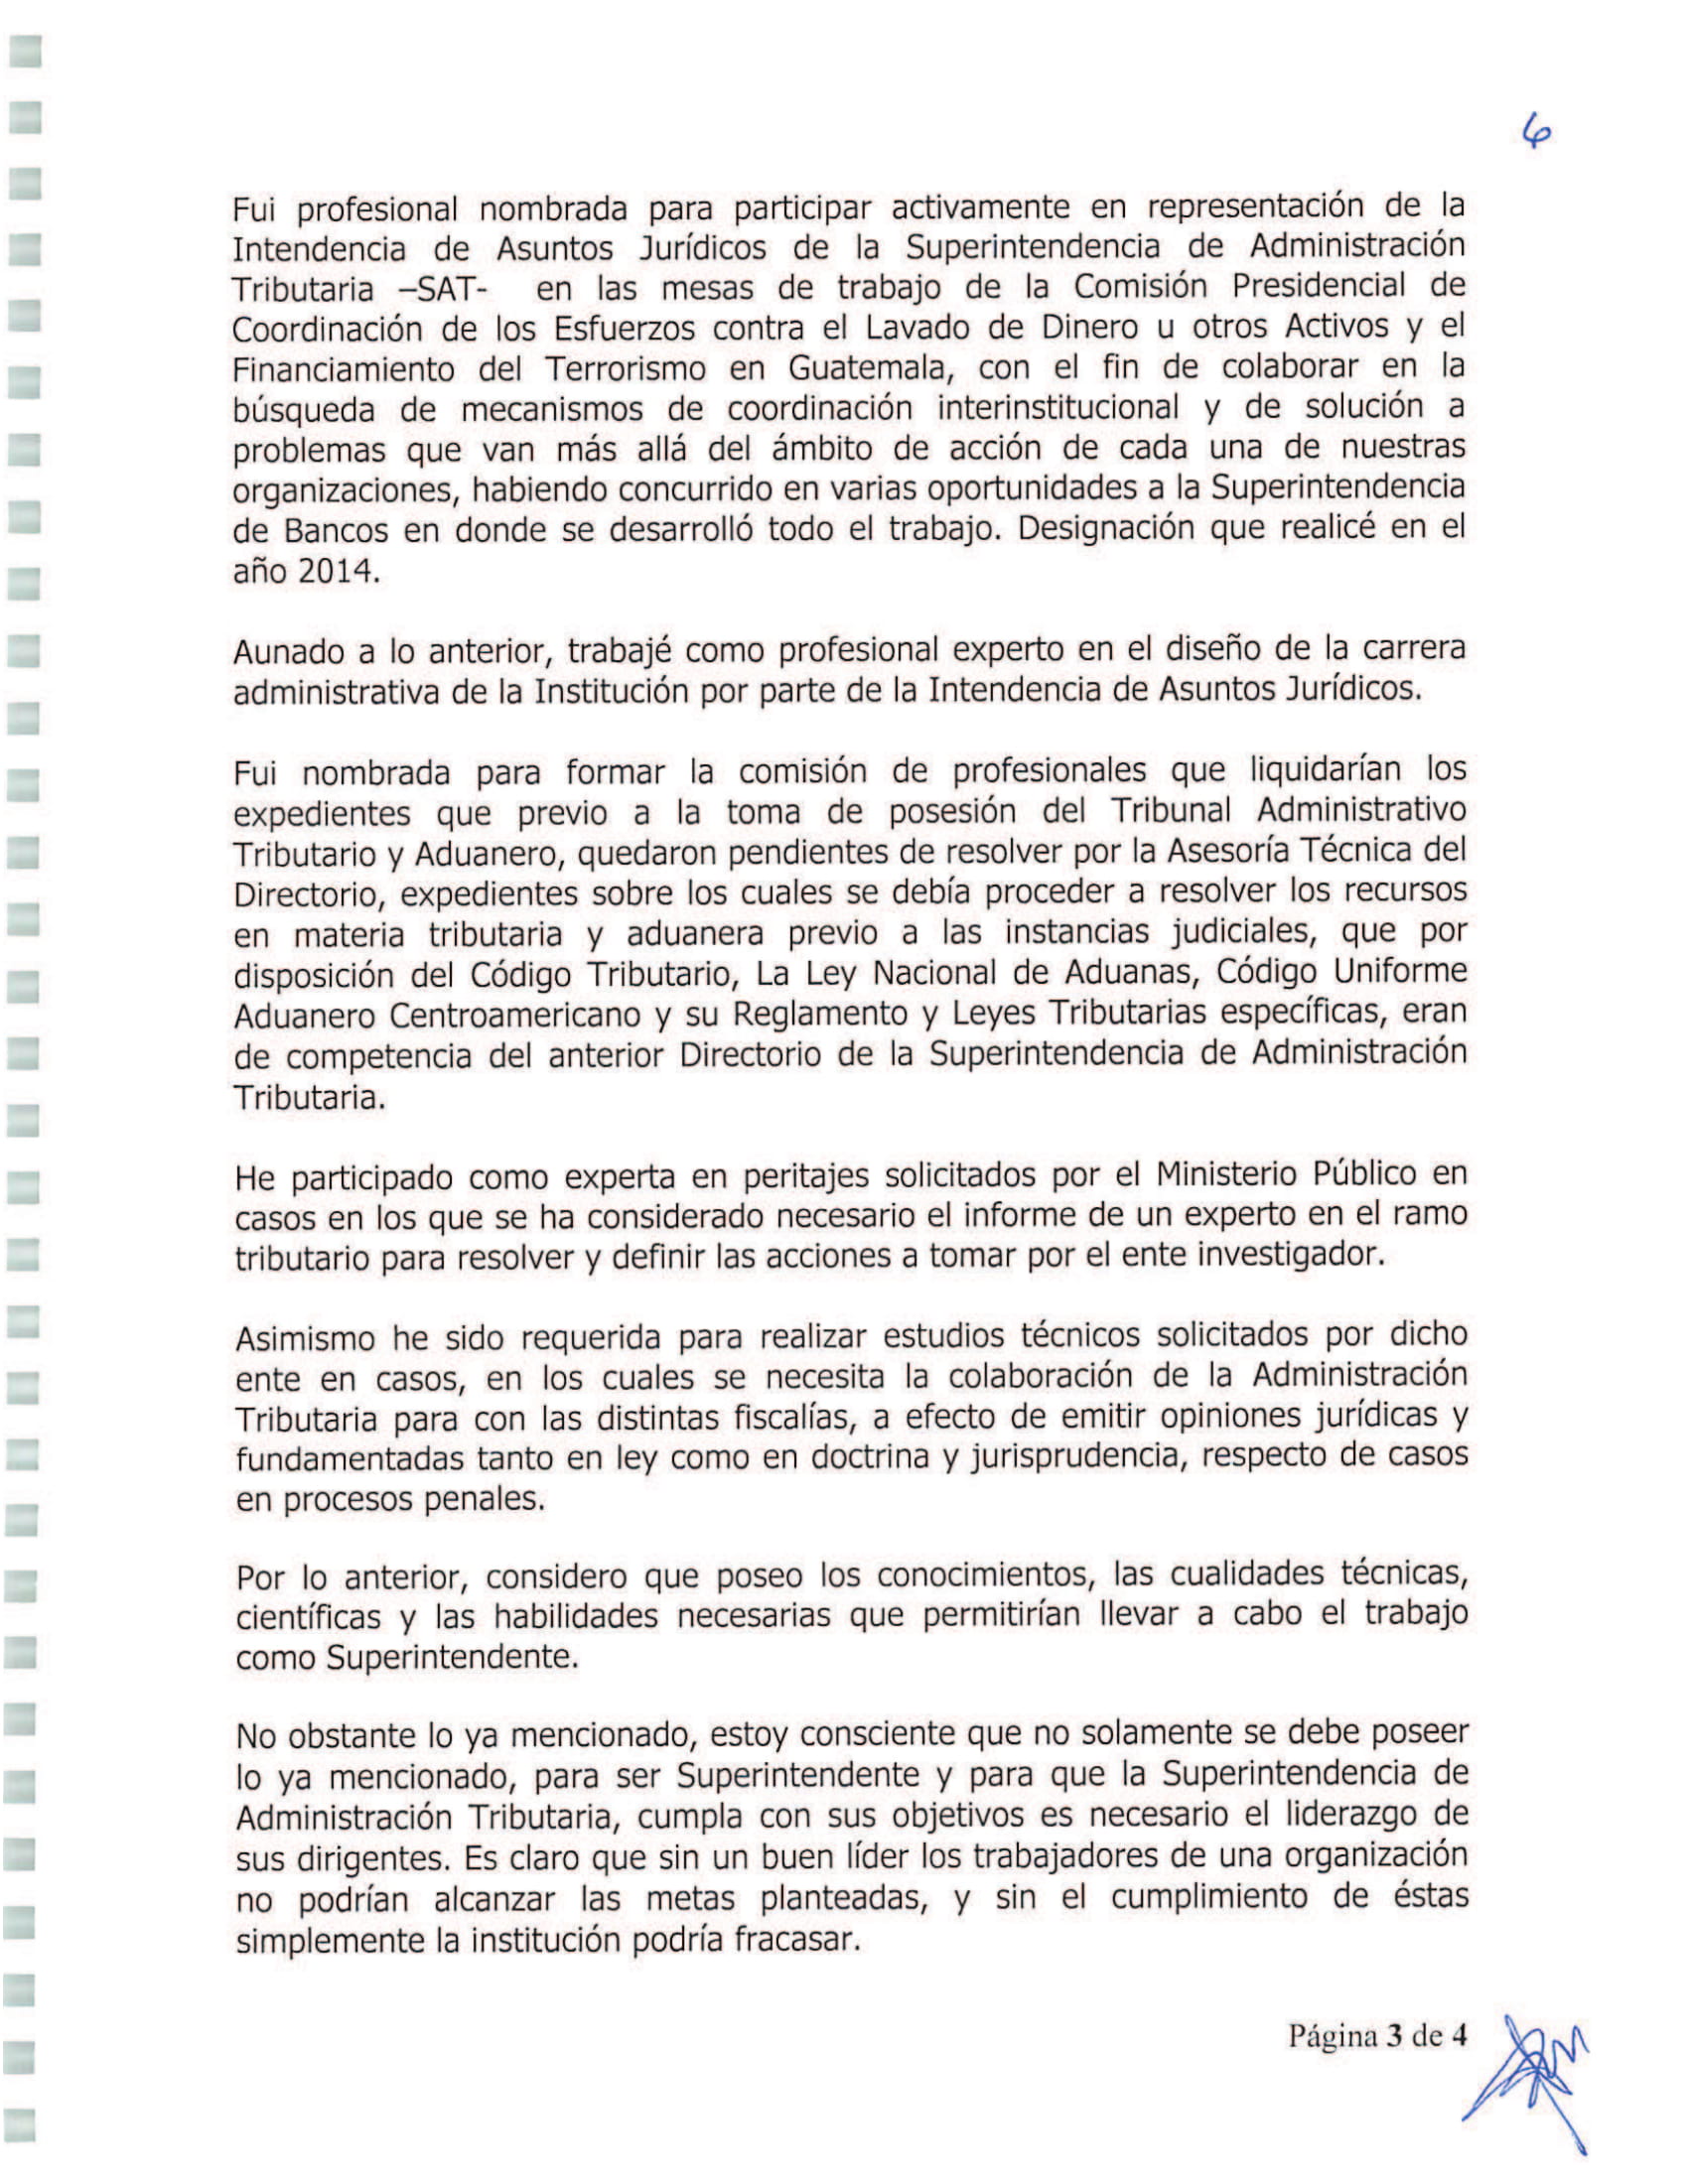 6
Fui profesional nombrada para participar activamente en representación de la
Intendencia de Asuntos Jurídicos de la Superintendencia de Administración
Tributaria –SAT- en las mesas de trabajo de la Comisión Presidencial de
Coordinación de los Esfuerzos contra el Lavado de Dinero u otros Activos y el
Financiamiento del Terrorismo en Guatemala, con el fin de colaborar en la
búsqueda de mecanismos de coordinación interinstitucional y de solución a
problemas que van más allá del ámbito de acción de cada una de nuestras
organizaciones, habiendo concurrido en varias oportunidades a la Superintendencia
de Bancos en donde se desarrolló todo el trabajo. Designación que realicé en el
año 2014.
Aunado a lo anterior, trabajé como profesional experto en el diseño de la carrera
administrativa de la Institución por parte de la Intendencia de Asuntos Jurídicos.
Fui nombrada para formar la comisión de profesionales que liquidarían los
expedientes que previo a la toma de posesión del Tribunal Administrativo
Tributario y Aduanero, quedaron pendientes de resolver por la Asesoría Técnica del
Directorio, expedientes sobre los cuales se debía proceder a resolver los recursos
en materia tributaria y aduanera previo a las instancias judiciales, que por
disposición del Código Tributario, La Ley Nacional de Aduanas, Código Uniforme
Aduanero Centroamericano y su Reglamento y Leyes Tributarias específicas, eran
de competencia del anterior Directorio de la Superintendencia de Administración
Tributaria.
He participado como experta en peritajes solicitados por el Ministerio Público en
casos en los que se ha considerado necesario el informe de un experto en el ramo
tributario para resolver y definir las acciones a tomar por el ente investigador.
Asimismo he sido requerida para realizar estudios técnicos solicitados por dicho
ente en casos, en los cuales se necesita la colaboración de la Administración
Tributaria para con las distintas fiscalías, a efecto de emitir opiniones jurídicas y
fundamentadas tanto en ley como en doctrina y jurisprudencia, respecto de casos
en procesos penales.
Por lo anterior, considero que poseo los conocimientos, las cualidades técnicas,
científicas y las habilidades necesarias que permitirían llevar a cabo el trabajo
como Superintendente.
No obstante lo ya mencionado, estoy consciente que no solamente se debe poseer
lo ya mencionado, para ser Superintendente y para que la Superintendencia de
Administración Tributaria, cumpla con sus objetivos es necesario el liderazgo de
sus dirigentes. Es claro que sin un buen líder los trabajadores de una organización
no podrían alcanzar las metas planteadas, y sin el cumplimiento de éstas
simplemente la institución podría fracasar.
Página 3 de 4